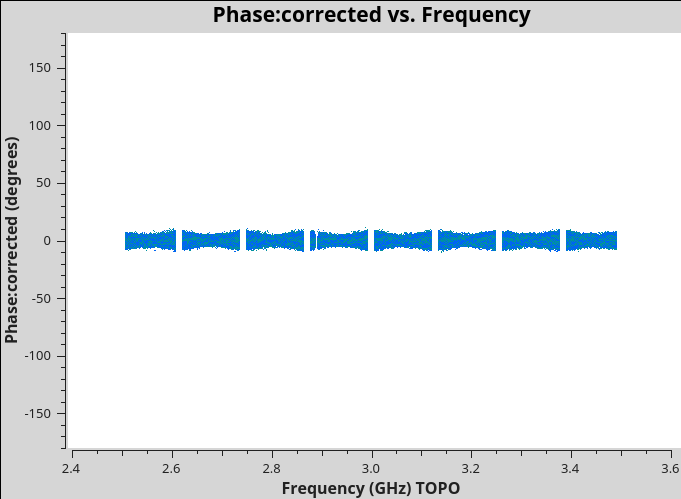 Phase:corrected vs. Frequency
Phase:corrected (degrees)
150
100
50
0
-50
-100
-150
2.4 2.6 2.8 3.0 3.2 3.4 3.6
Frequency (GHz) TOPO